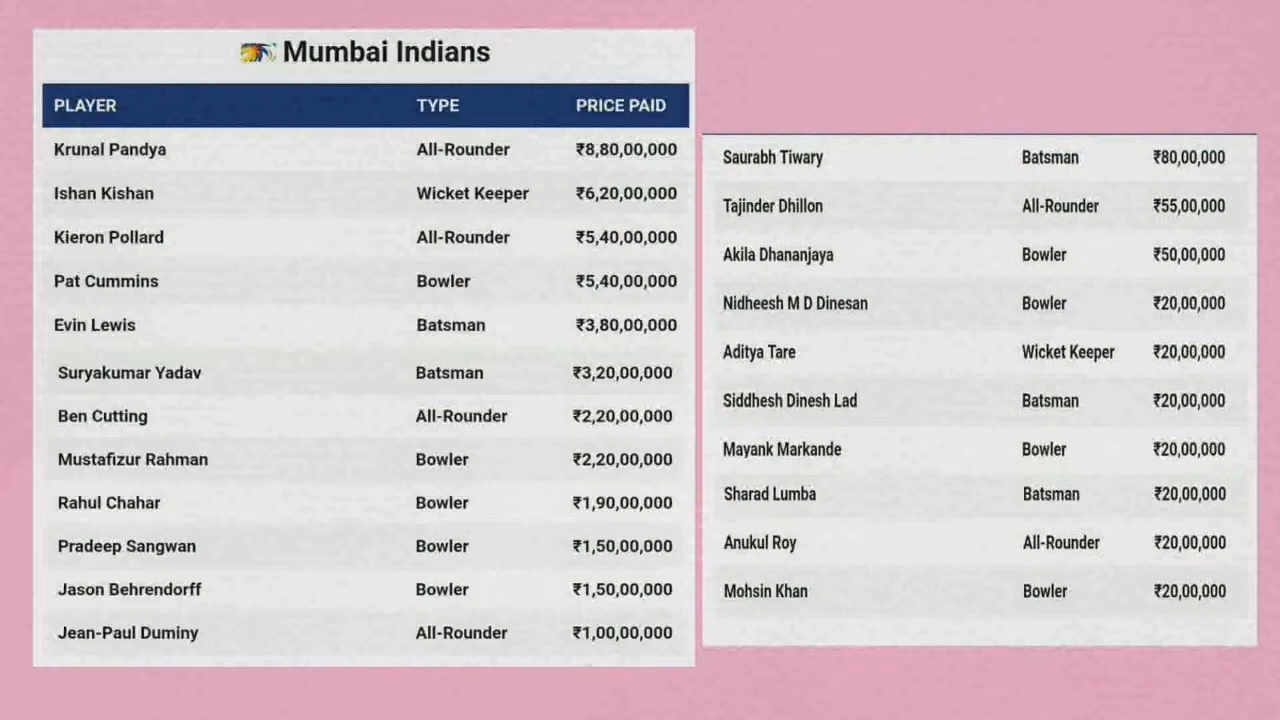 Mumbai Indians
PLAYER TYPE PRICE PAID
Krunal Pandya All-Rounder ₹8,80,00,000
Ishan Kishan Wicket Keeper ₹6,20,00,000
Kieron Pollard All-Rounder ₹5,40,00,000
Pat Cummins Bowler ₹5,40,00,000
Evin Lewis Batsman ₹3,80,00,000
Suryakumar Yadav Batsman ₹3,20,00,000
Ben Cutting All-Rounder ₹2,20,00,000
Mustafizur Rahman Bowler ₹2,20,00,000
Rahul Chahar Bowler ₹1,90,00,000
Pradeep Sangwan Bowler ₹1,50,00,000
Jason Behrendorff Bowler ₹1,50,00,000
Jean-Paul Duminy All-Rounder ₹1,00,00,000
Saurabh Tiwary Batsman ₹80,00,000
Tajinder Dhillon All-Rounder ₹55,00,000
Akila Dhananjaya Bowler ₹50,00,000
Nidheesh M D Dinesan Bowler ₹20,00,000
Aditya Tare Wicket Keeper ₹20,00,000
Siddhesh Dinesh Lad Batsman ₹20,00,000
Mayank Markande Bowler ₹20,00,000
Sharad Lumba Batsman ₹20,00,000
Anukul Roy All-Rounder ₹20,00,000
Mohsin Khan Bowler ₹20,00,000